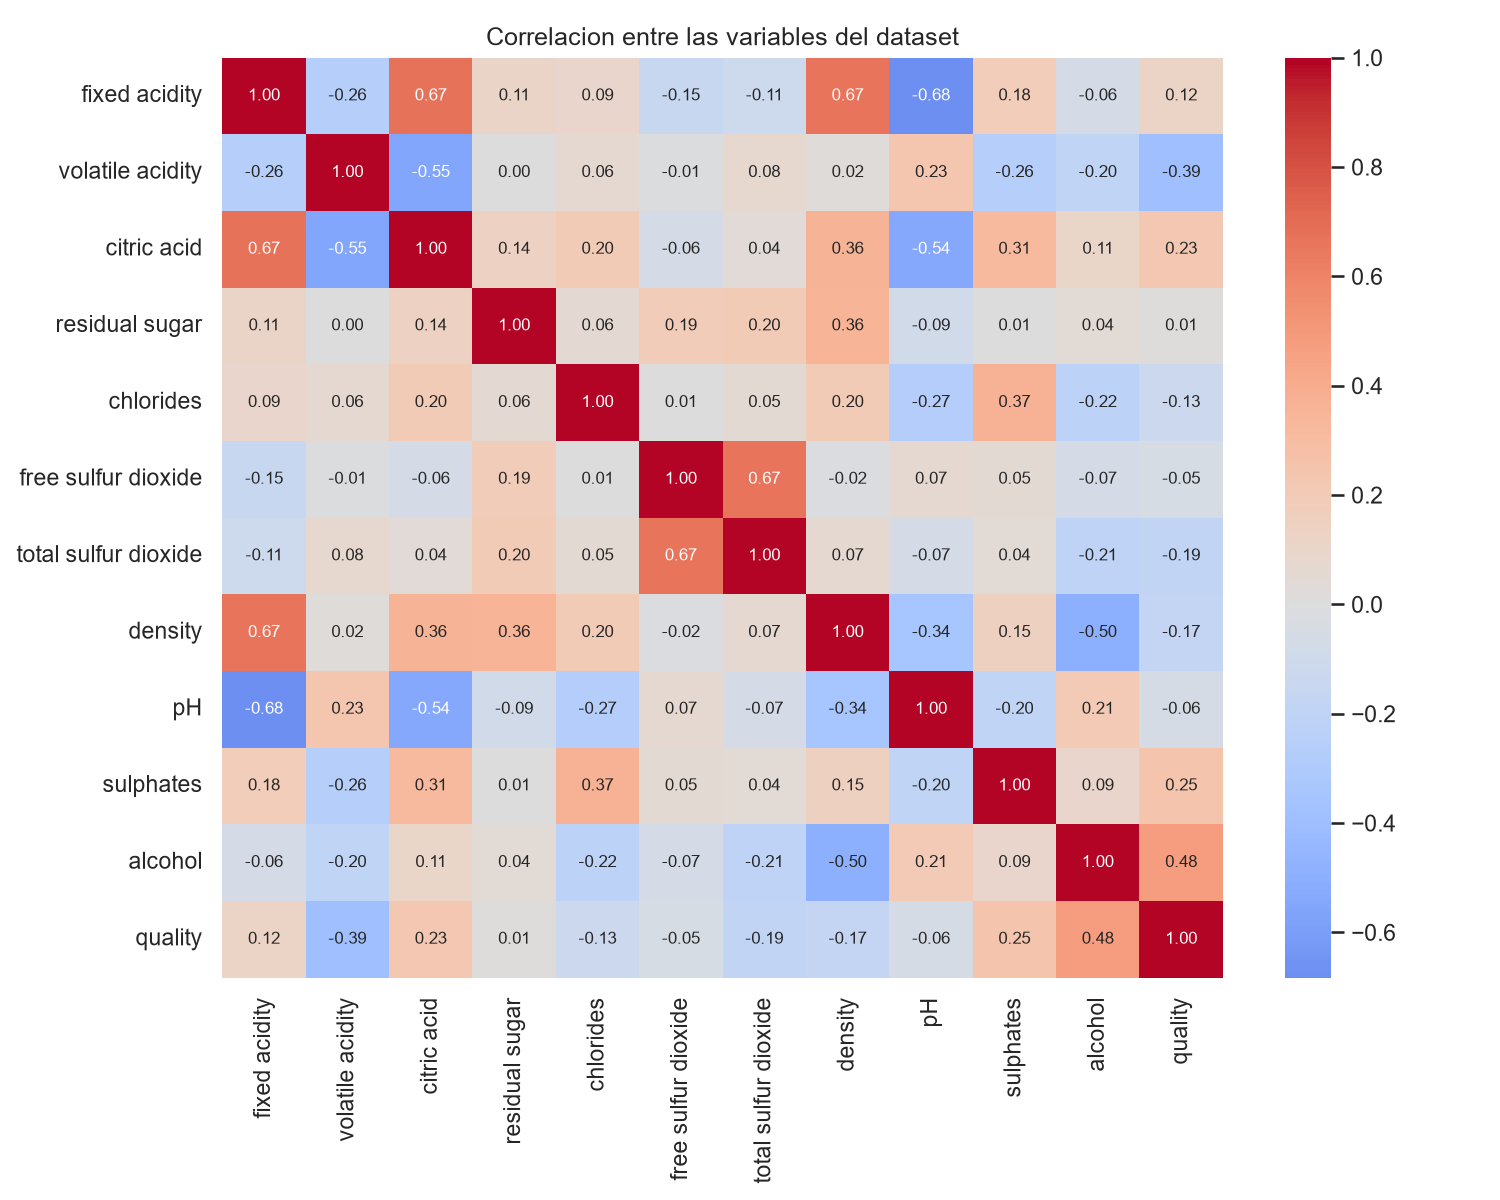 Correlacion entre las variables del dataset
fixed acidity 1.00 -0.26 0.67 0.11 0.09 -0.15 -0.11 0.67 -0.68 0.18 -0.06 0.12
volatile acidity -0.26 1.00 -0.55 0.00 0.06 -0.01 0.08 0.02 0.23 -0.26 -0.20 -0.39
citric acid 0.67 -0.55 1.00 0.14 0.20 -0.06 0.04 0.36 -0.54 0.31 0.11 0.23
residual sugar 0.11 0.00 0.14 1.00 0.06 0.19 0.20 0.36 -0.09 0.01 0.04 0.01
chlorides 0.09 0.06 0.20 0.06 1.00 0.01 0.05 0.20 -0.27 0.37 -0.22 -0.13
free sulfur dioxide -0.15 -0.01 -0.06 0.19 0.01 1.00 0.67 -0.02 0.07 0.05 -0.07 -0.05
total sulfur dioxide -0.11 0.08 0.04 0.20 0.05 0.67 1.00 0.07 -0.07 0.04 -0.21 -0.19
density 0.67 0.02 0.36 0.36 0.20 -0.02 0.07 1.00 -0.34 0.15 -0.50 -0.17
pH -0.68 0.23 -0.54 -0.09 -0.27 0.07 -0.07 -0.34 1.00 -0.20 0.21 -0.06
sulphates 0.18 -0.26 0.31 0.01 0.37 0.05 0.04 0.15 -0.20 1.00 0.09 0.25
alcohol -0.06 -0.20 0.11 0.04 -0.22 -0.07 -0.21 -0.50 0.21 0.09 1.00 0.48
quality 0.12 -0.39 0.23 0.01 -0.13 -0.05 -0.19 -0.17 -0.06 0.25 0.48 1.00
fixed acidity
volatile acidity
citric acid
residual sugar
chlorides
free sulfur dioxide
total sulfur dioxide
density
pH
sulphates
alcohol
quality
1.0
0.8
0.6
0.4
0.2
0.0
−0.2
−0.4
−0.6